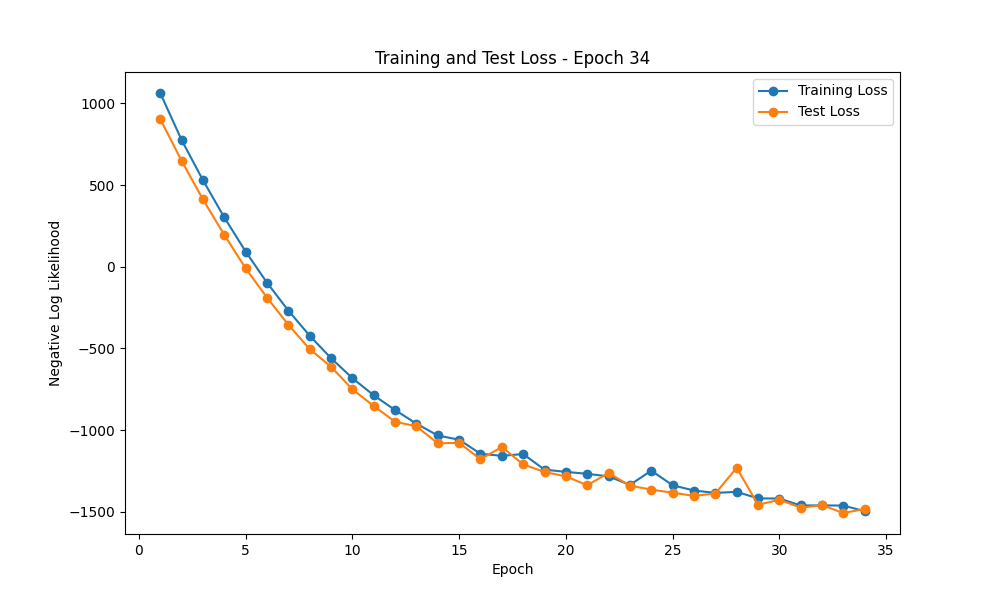 Training and Test Loss - Epoch 34
Training Loss
Test Loss
1000
500
0
−500
−1000
−1500
Negative Log Likelihood
0 5 10 15 20 25 30 35
Epoch